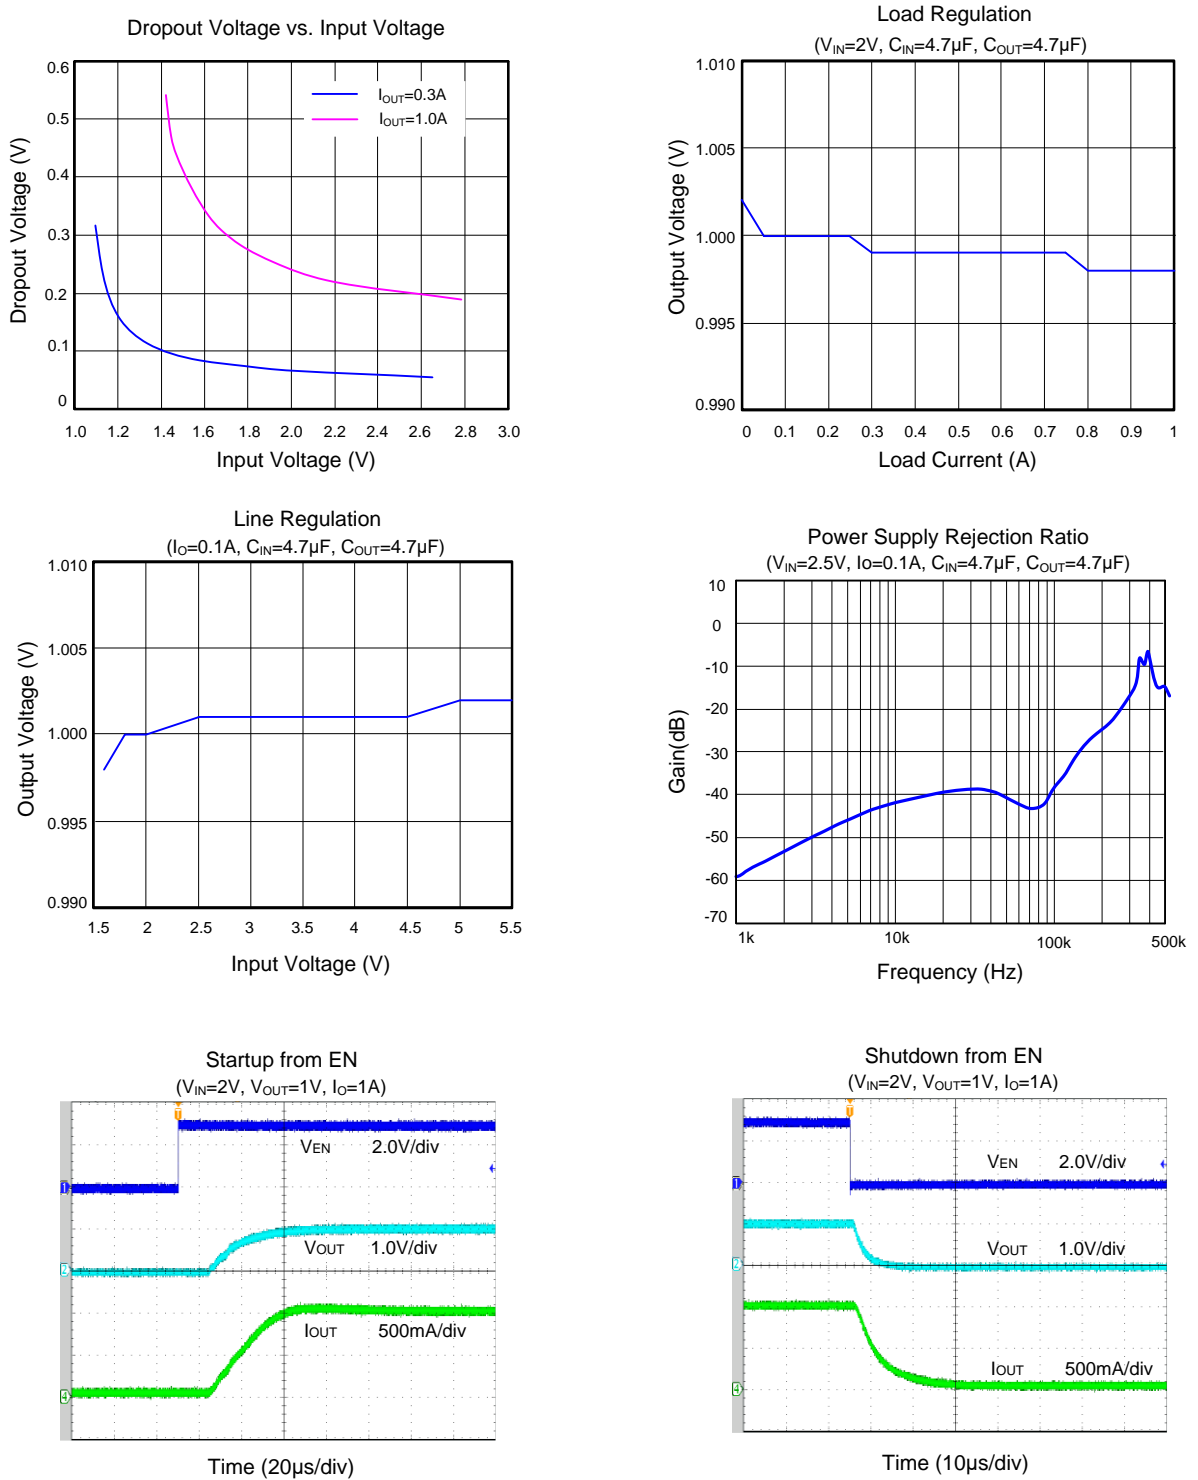 Dropout Voltage vs. Input Voltage
0.6
0.5
0.4
0.3
0.2
0.1
0
Dropout Voltage (V)
IOUT=0.3A
IOUT=1.0A
1.0 1.2 1.4 1.6 1.8 2.0 2.2 2.4 2.6 2.8 3.0
Input Voltage (V)
Load Regulation
(VIN=2V, CIN=4.7µF, COUT=4.7µF)
1.010
1.005
1.000
0.995
0.990
Output Voltage (V)
0 0.1 0.2 0.3 0.4 0.5 0.6 0.7 0.8 0.9 1
Load Current (A)
Line Regulation
(IO=0.1A, CIN=4.7µF, COUT=4.7µF)
1.010
1.005
1.000
0.995
0.990
Output Voltage (V)
1.5 2 2.5 3 3.5 4 4.5 5 5.5
Input Voltage (V)
Power Supply Rejection Ratio
(VIN=2.5V, Io=0.1A, CIN=4.7µF, COUT=4.7µF)
10
0
-10
-20
-30
-40
-50
-60
-70
Gain(dB)
1k 10k 100k 500k
Frequency (Hz)
Startup from EN
(VIN=2V, VOUT=1V, IO=1A)
T
1
VEN 2.0V/div
2
VOUT 1.0V/div
4
IOUT 500mA/div
Time (20µs/div)
Shutdown from EN
(VIN=2V, VOUT=1V, IO=1A)
T
1
VEN 2.0V/div
2
VOUT 1.0V/div
4
IOUT 500mA/div
Time (10µs/div)